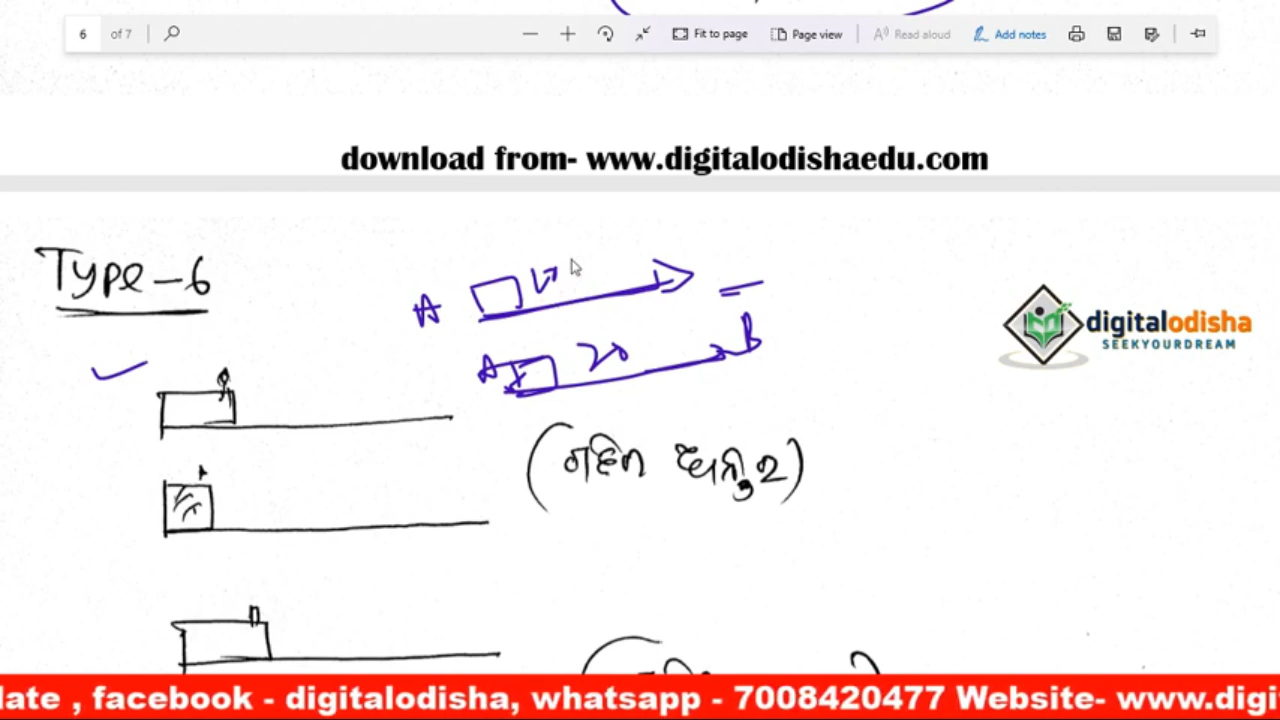 6 of 7 Fit to page Page view Read aloud Add notes
download from- www.digitalodishaedu.com
Type-6
A
A 20 B
digitalodisha
SEEKYOURDREAM
late , facebook - digitalodisha, whatsapp - 7008420477 Website- www.digi